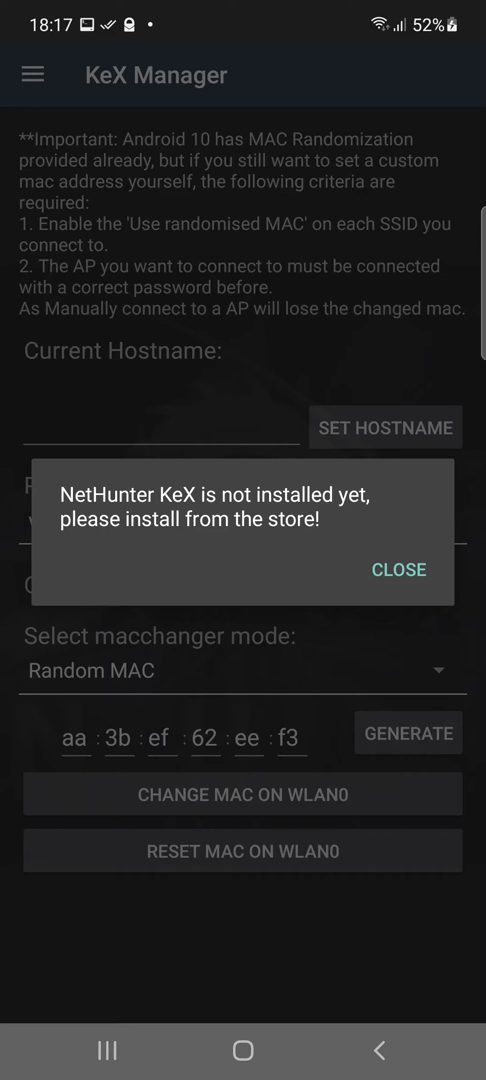 18:17 52%
KeX Manager
**Important: Android 10 has MAC Randomization
provided already, but if you still want to set a custom
mac address yourself, the following criteria are
required:
1. Enable the 'Use randomised MAC' on each SSID you
connect to.
2. The AP you want to connect to must be connected
with a correct password before.
As Manually connect to a AP will lose the changed mac.
Current Hostname:
SET HOSTNAME
NetHunter KeX is not installed yet,
please install from the store!
CLOSE
Select macchanger mode:
Random MAC
aa : 3b : ef : 62 : ee : f3 GENERATE
CHANGE MAC ON WLAN0
RESET MAC ON WLAN0